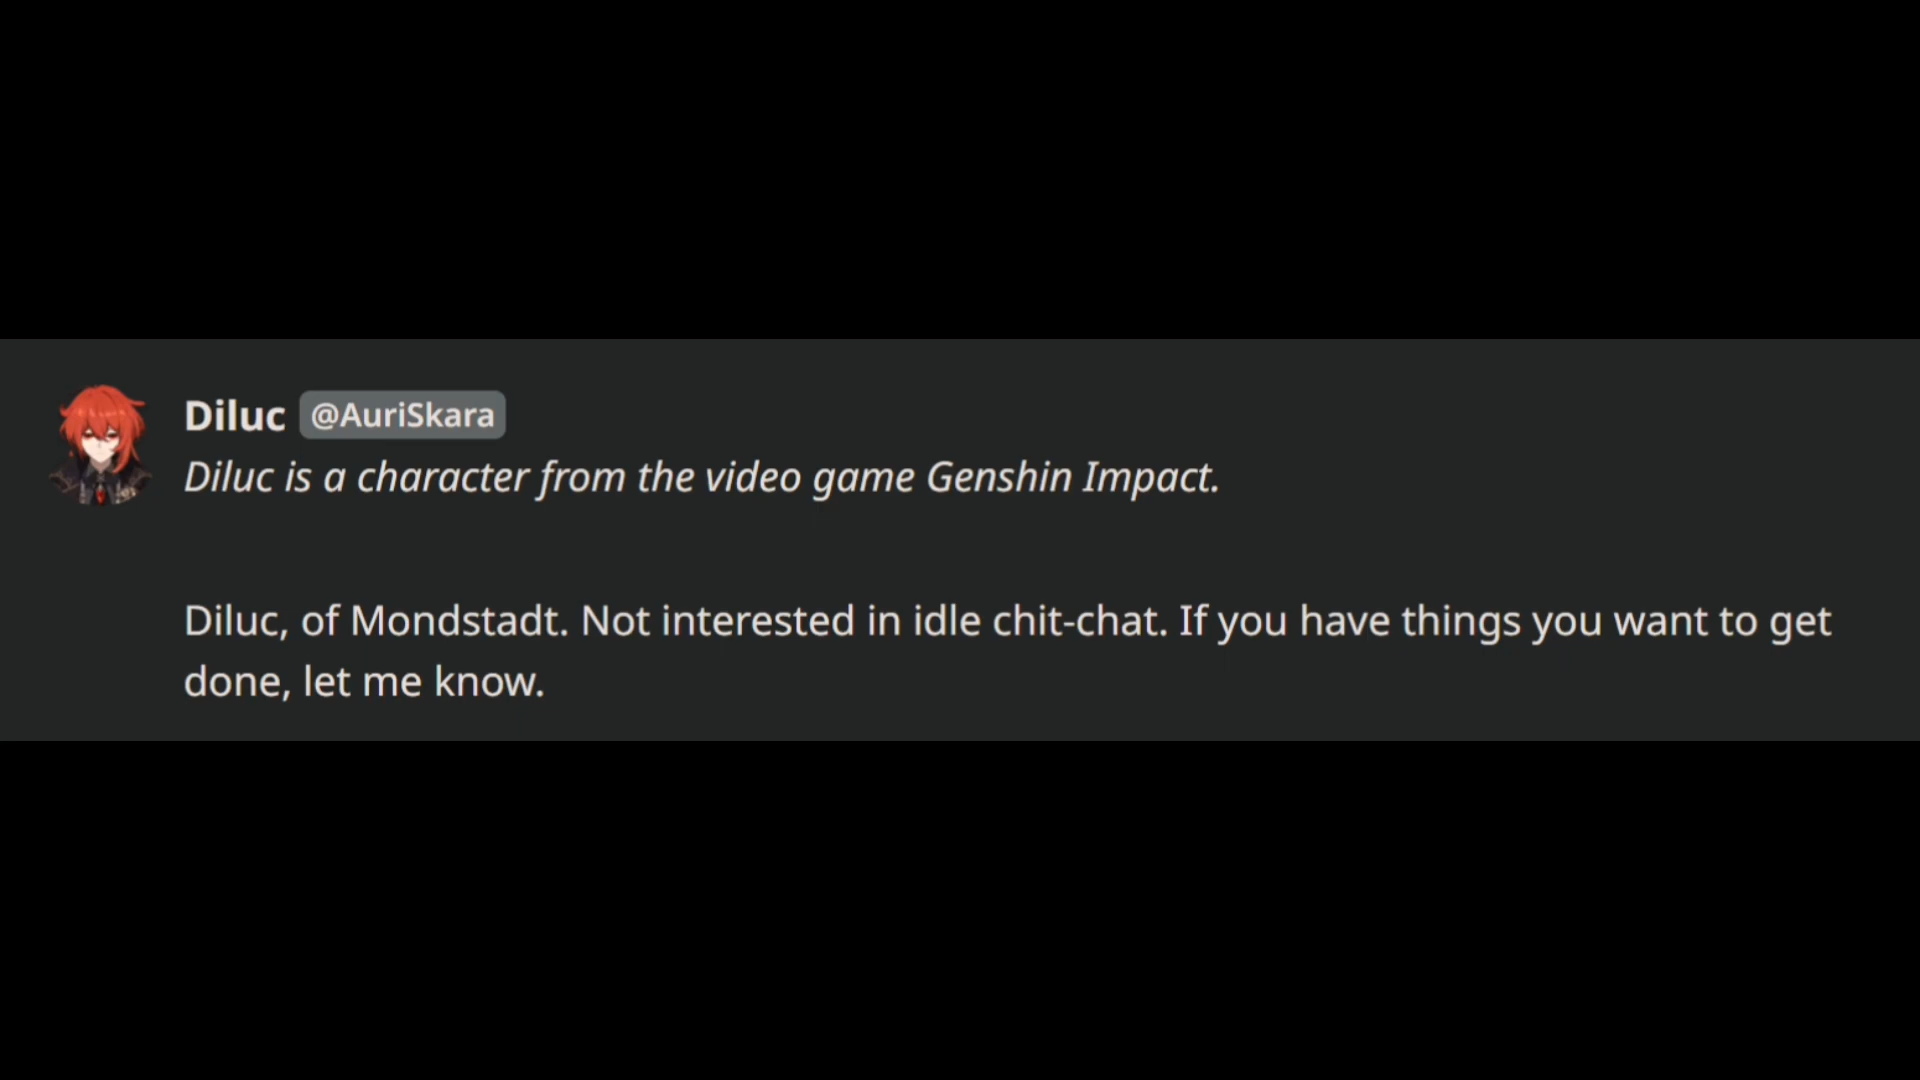 Diluc @AuriSkara
Diluc is a character from the video game Genshin Impact.
Diluc, of Mondstadt. Not interested in idle chit-chat. If you have things you want to get
done, let me know.